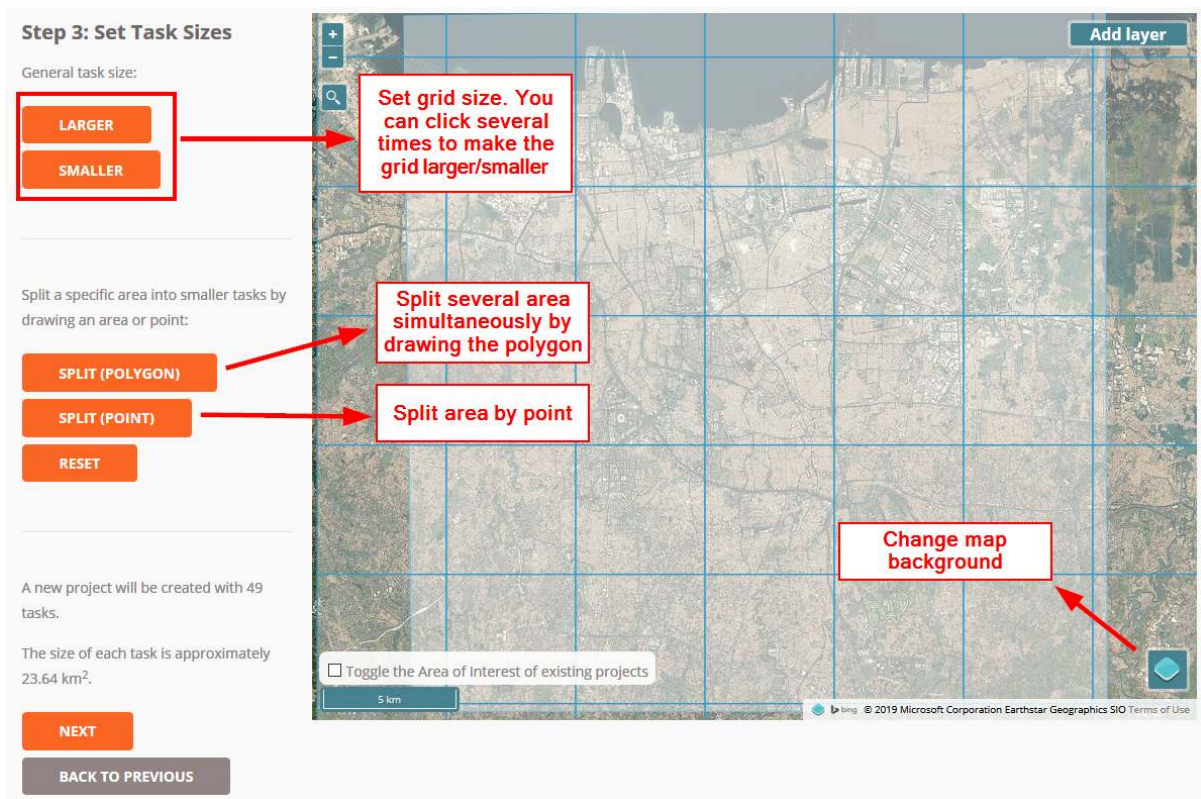 Step 3: Set Task Sizes
General task size:
LARGER
SMALLER
Split a specific area into smaller tasks by
drawing an area or point:
SPLIT (POLYGON)
SPLIT (POINT)
RESET
A new project will be created with 49
tasks.
The size of each task is approximately
23.64 km².
NEXT
BACK TO PREVIOUS
+
−
Add layer
Set grid size. You
can click several
times to make the
grid larger/smaller
Split several area
simultaneously by
drawing the polygon
Split area by point
Change map
background
Toggle the Area of Interest of existing projects
5 km
bing © 2019 Microsoft Corporation Earthstar Geographics SIO Terms of Use